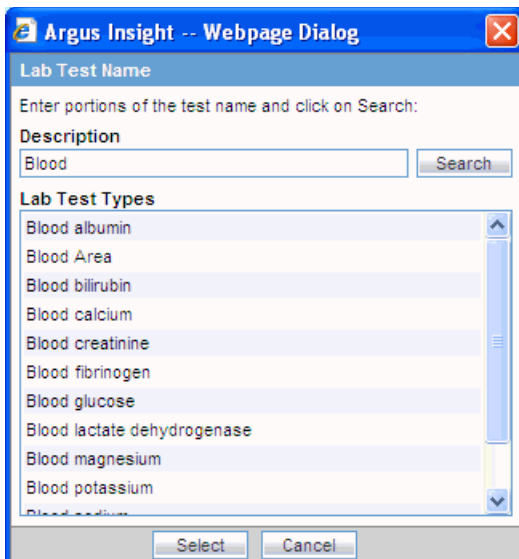 Argus Insight -- Webpage Dialog
Lab Test Name
Enter portions of the test name and click on Search:
Description
Blood Search
Lab Test Types
Blood albumin
Blood Area
Blood bilirubin
Blood calcium
Blood creatinine
Blood fibrinogen
Blood glucose
Blood lactate dehydrogenase
Blood magnesium
Blood potassium
Blood sodium
Select Cancel